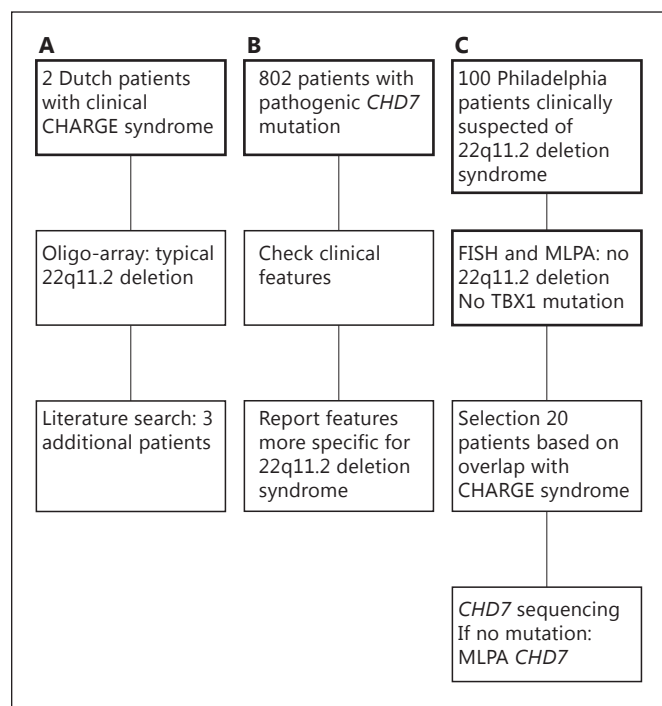 A
2 Dutch patients
with clinical
CHARGE syndrome
Oligo-array: typical
22q11.2 deletion
Literature search: 3
additional patients
B
802 patients with
pathogenic CHD7
mutation
Check clinical
features
Report features
more specific for
22q11.2 deletion
syndrome
C
100 Philadelphia
patients clinically
suspected of
22q11.2 deletion
syndrome
FISH and MLPA: no
22q11.2 deletion
No TBX1 mutation
Selection 20
patients based on
overlap with
CHARGE syndrome
CHD7 sequencing
If no mutation:
MLPA CHD7